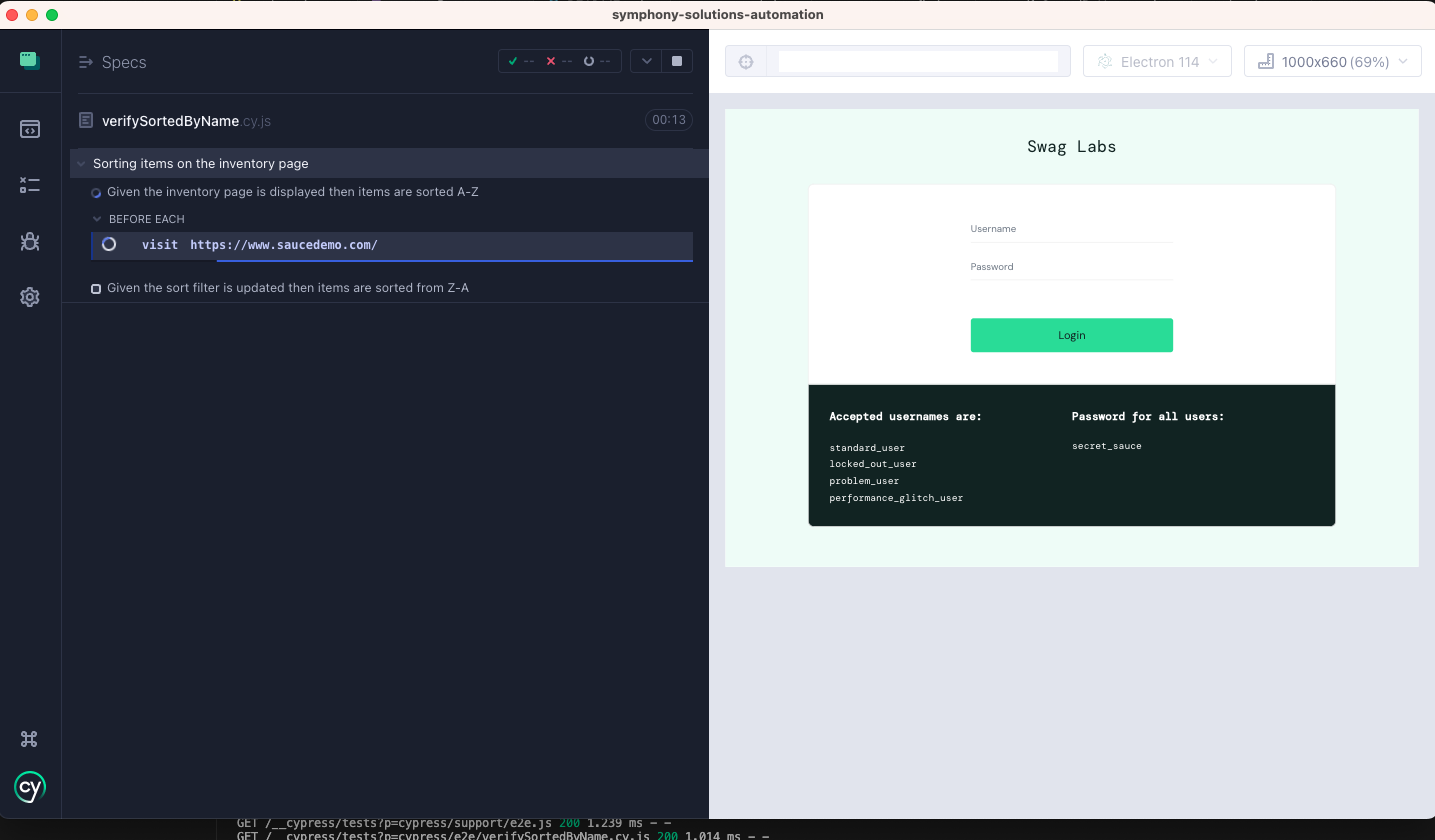 symphony-solutions-automation
Specs
-- -- --
verifySortedByName.cy.js
00:13
Sorting items on the inventory page
Given the inventory page is displayed then items are sorted A-Z
BEFORE EACH
visit https://www.saucedemo.com/
Given the sort filter is updated then items are sorted from Z-A
cy
Electron 114
1000x660 (69%)
Swag Labs
Username
Password
Login
Accepted usernames are:
standard_user
locked_out_user
problem_user
performance_glitch_user
Password for all users:
secret_sauce
GET /__cypress/tests?p=cypress/support/e2e.js 200 1.239 ms - -
GET /__cypress/tests?p=cypress/e2e/verifySortedByName.cy.js 200 1.014 ms - -